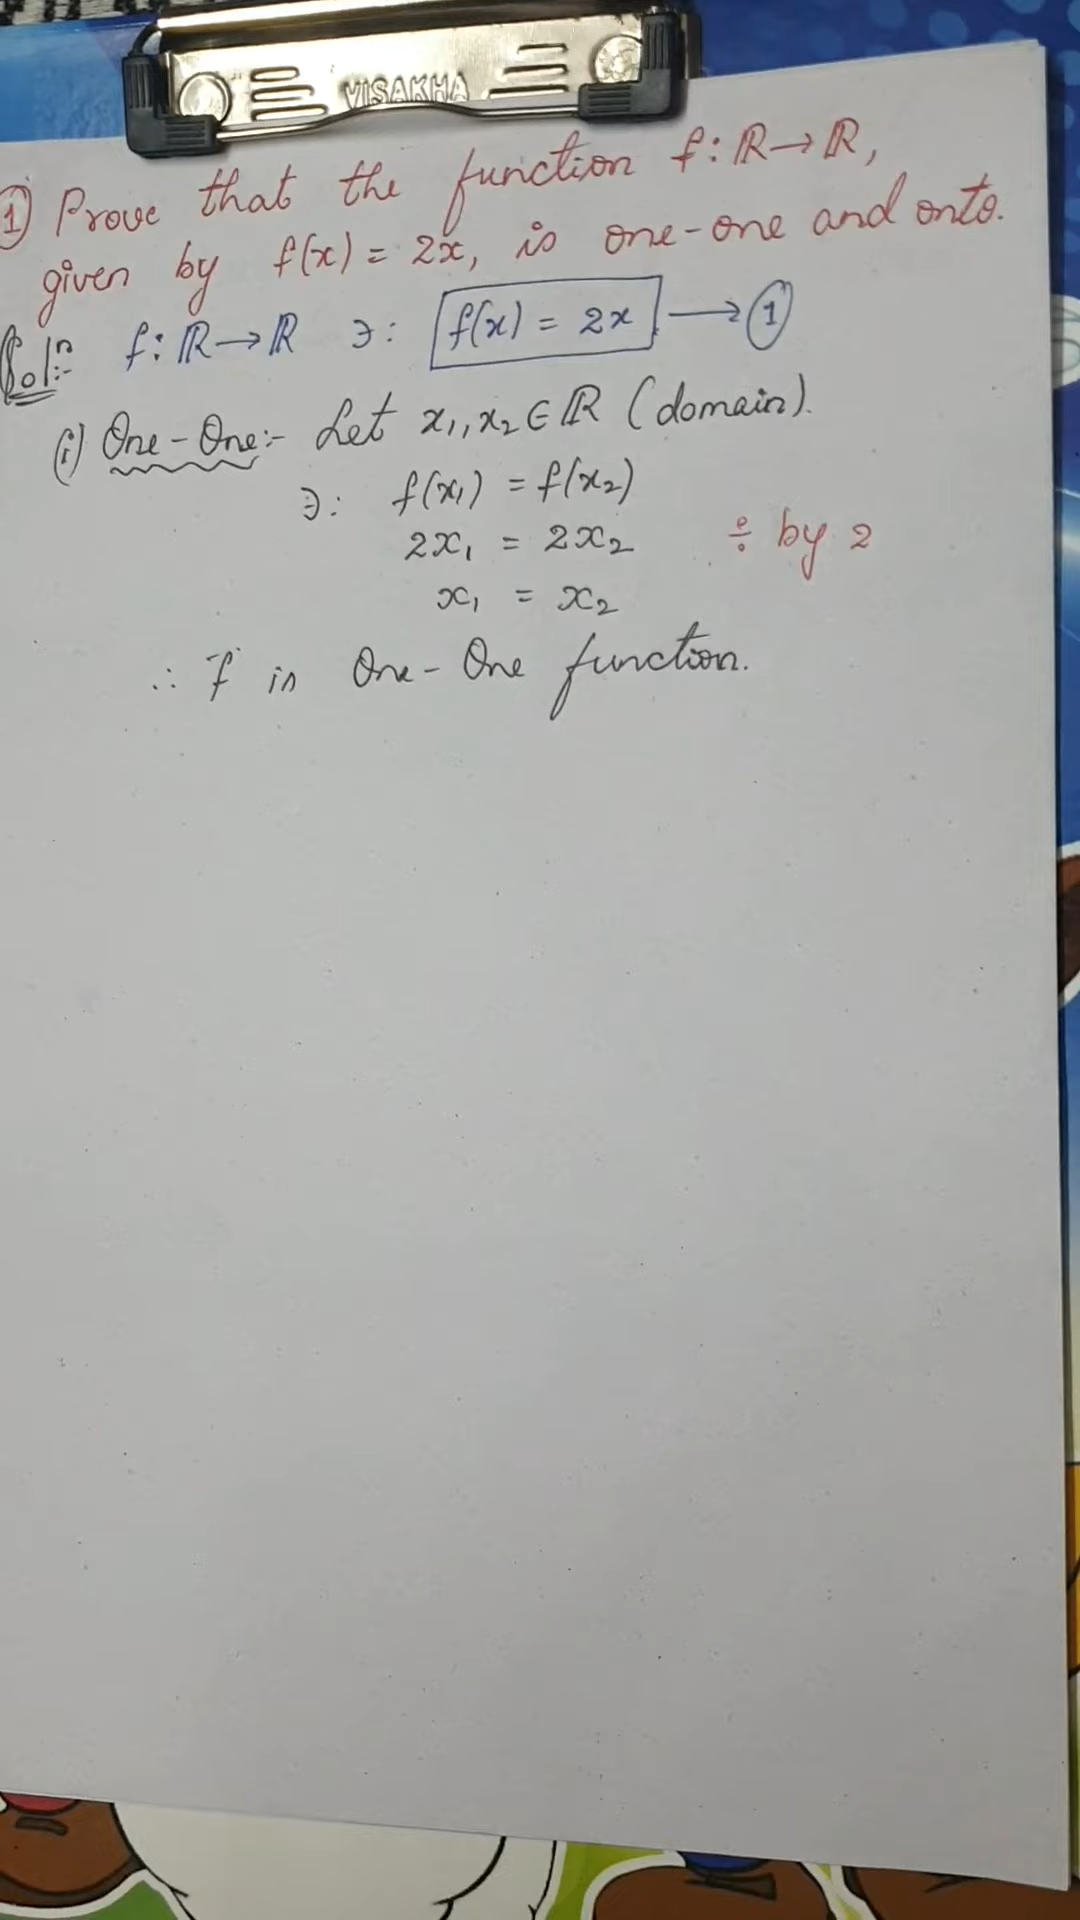 VISAKHA
① Prove that the function f: ℝ→ℝ,
given by f(x) = 2x, is one-one and onto.
Solⁿ:- f: ℝ→ℝ ∋: f(x) = 2x → ①
(i) One-One:- Let x₁, x₂ ∈ ℝ (domain).
∋: f(x₁) = f(x₂)
2x₁ = 2x₂ ÷ by 2
x₁ = x₂
∴ 'f' is One-One function.